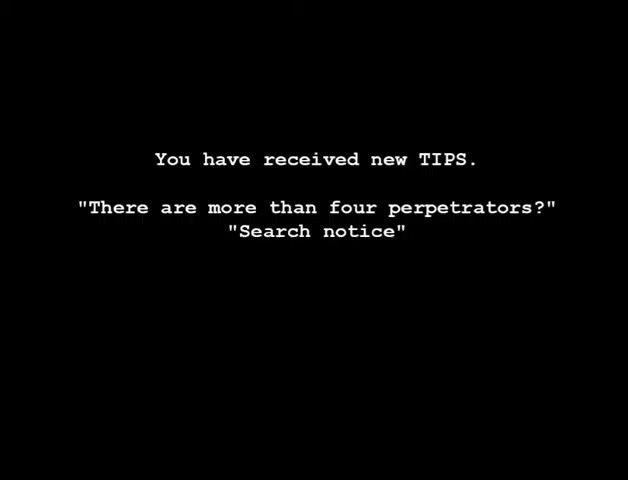 You have received new TIPS.
"There are more than four perpetrators?"
"Search notice"